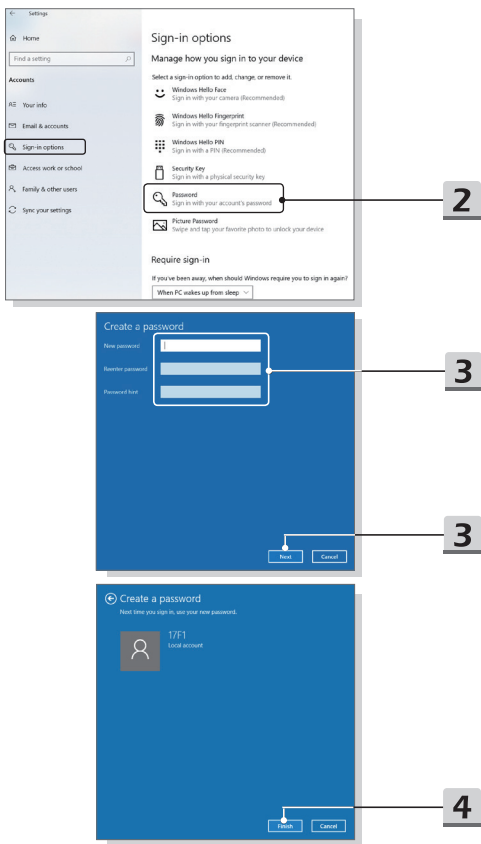 Settings
Home
Find a setting
Accounts
Your info
Email & accounts
Sign-in options
Access work or school
Family & other users
Sync your settings
Sign-in options
Manage how you sign in to your device
Select a sign-in option to add, change, or remove it.
Windows Hello Face
Sign in with your camera (Recommended)
Windows Hello Fingerprint
Sign in with your fingerprint scanner (Recommended)
Windows Hello PIN
Sign in with a PIN (Recommended)
Security Key
Sign in with a physical security key
Password
Sign in with your account's password
Picture Password
Swipe and tap your favorite photo to unlock your device
Require sign-in
If you've been away, when should Windows require you to sign in again?
When PC wakes up from sleep
2
Create a password
New password
Reenter password
Password hint
3
Next
Cancel
3
Create a password
Next time you sign in, use your new password.
17F1
Local account
Finish
Cancel
4